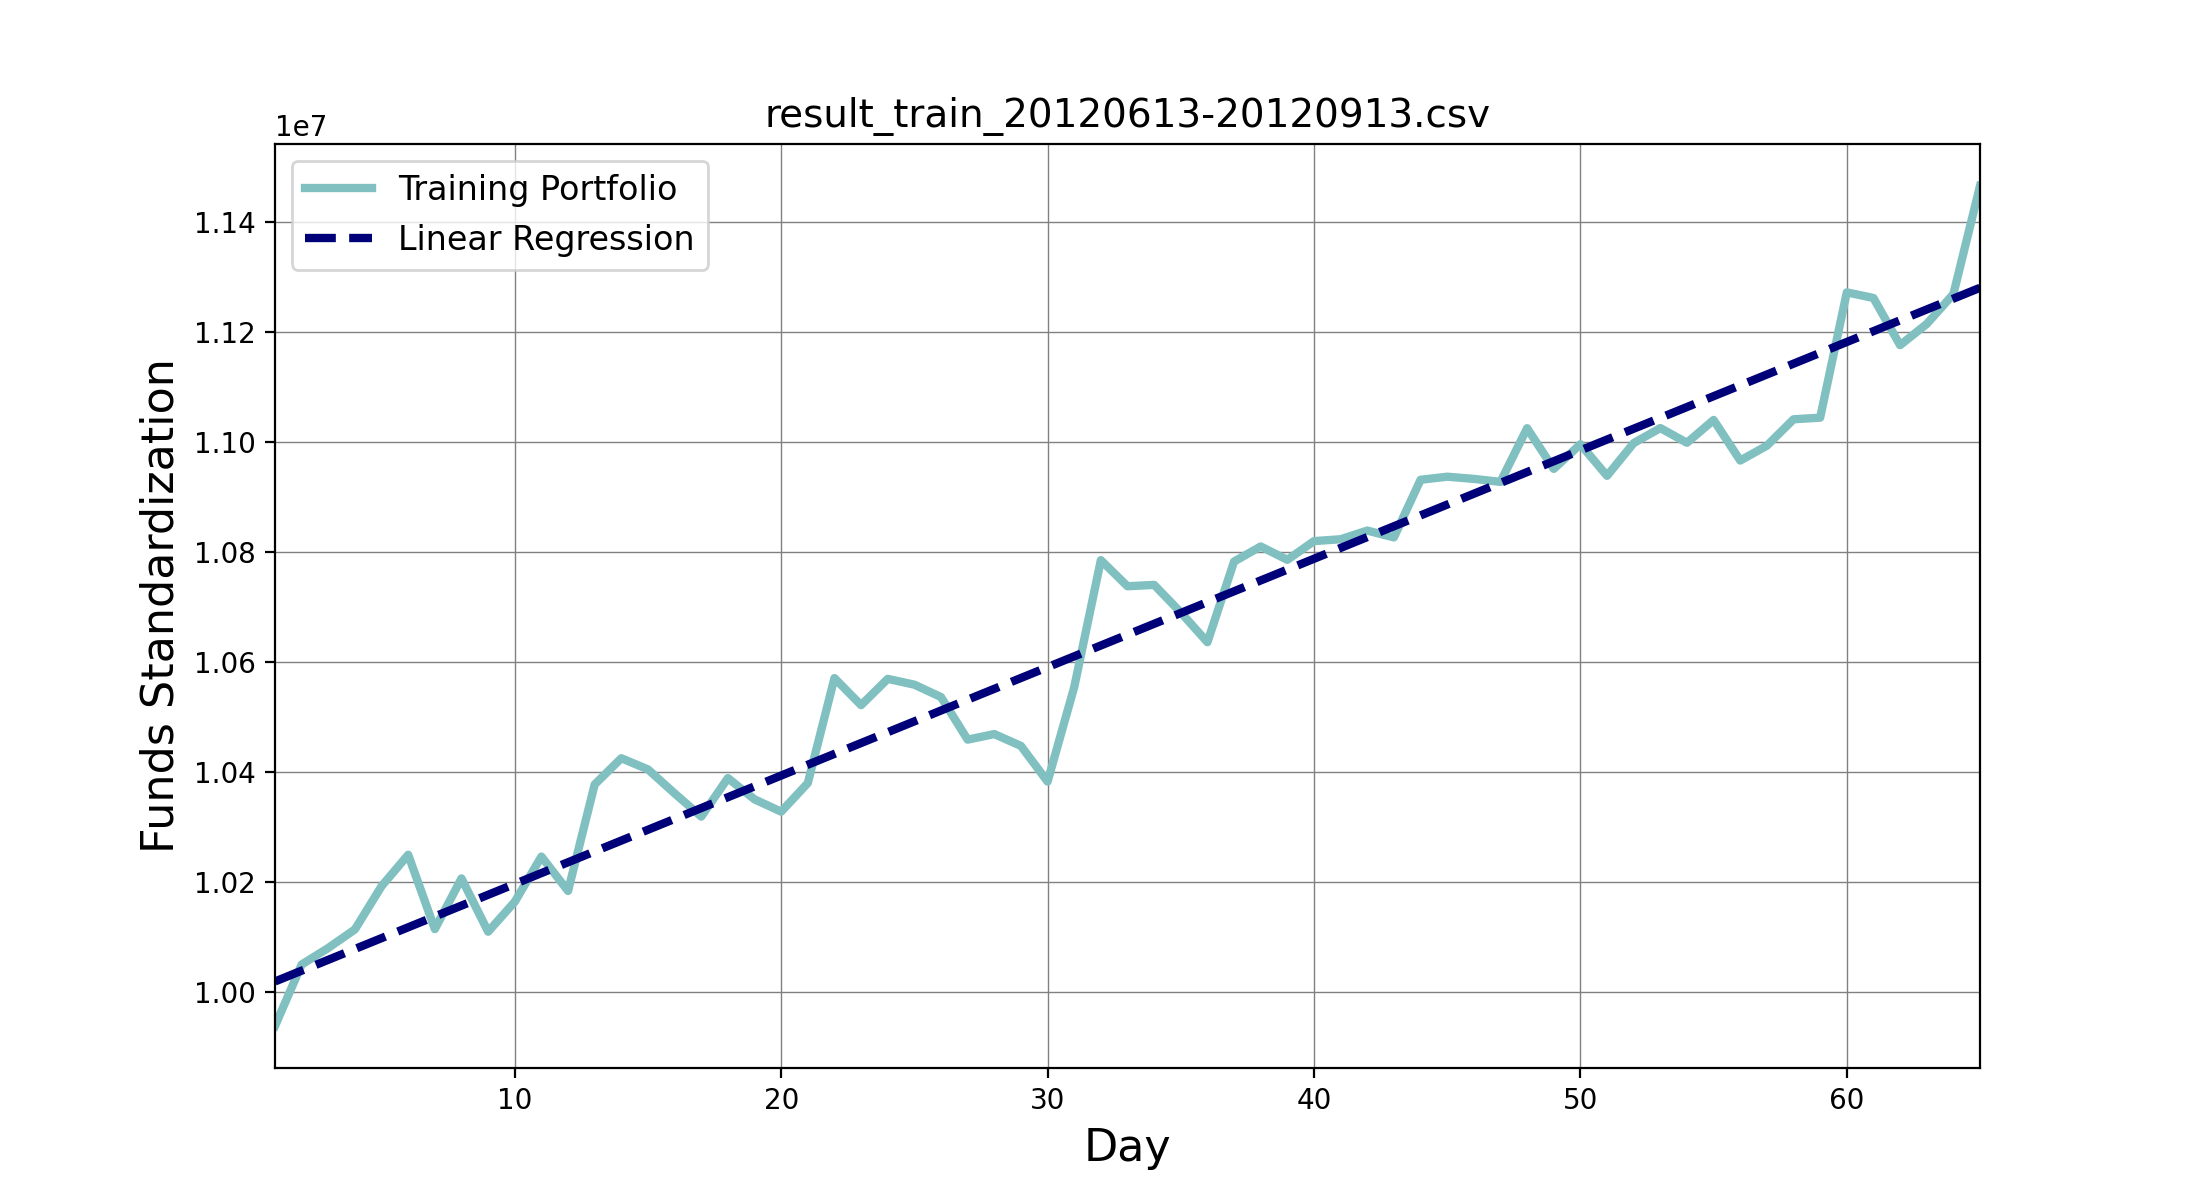 result_train_20120613-20120913.csv
1e7
Training Portfolio
Linear Regression
1.14
1.12
1.10
1.08
1.06
1.04
1.02
1.00
Funds Standardization
10 20 30 40 50 60
Day